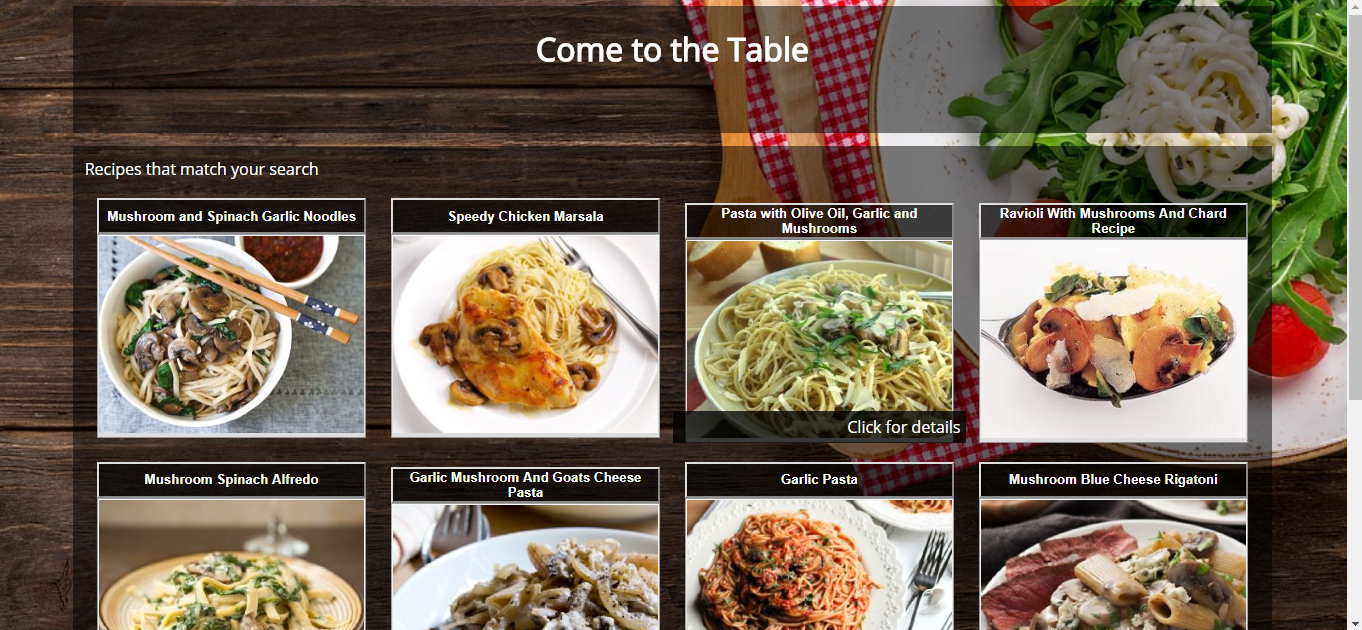 Come to the Table
Recipes that match your search
Mushroom and Spinach Garlic Noodles
Speedy Chicken Marsala
Pasta with Olive Oil, Garlic and
Mushrooms
Ravioli With Mushrooms And Chard
Recipe
Click for details
Mushroom Spinach Alfredo
Garlic Mushroom And Goats Cheese
Pasta
Garlic Pasta
Mushroom Blue Cheese Rigatoni